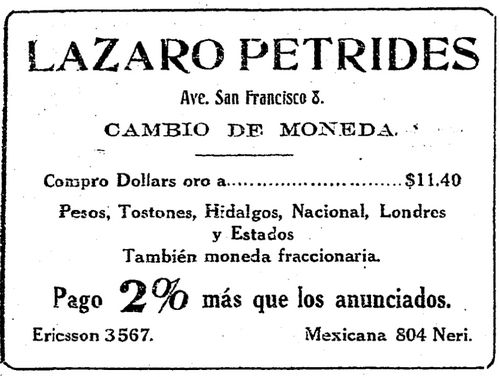 LAZARO PETRIDES
Ave. San Francisco 8.
CAMBIO DE MONEDA.
Compro Dollars oro a............................$11.40
Pesos, Tostones, Hidalgos, Nacional, Londres
y Estados
También moneda fraccionaria.
Pago 2% más que los anunciados.
Ericsson 3567. Mexicana 804 Neri.